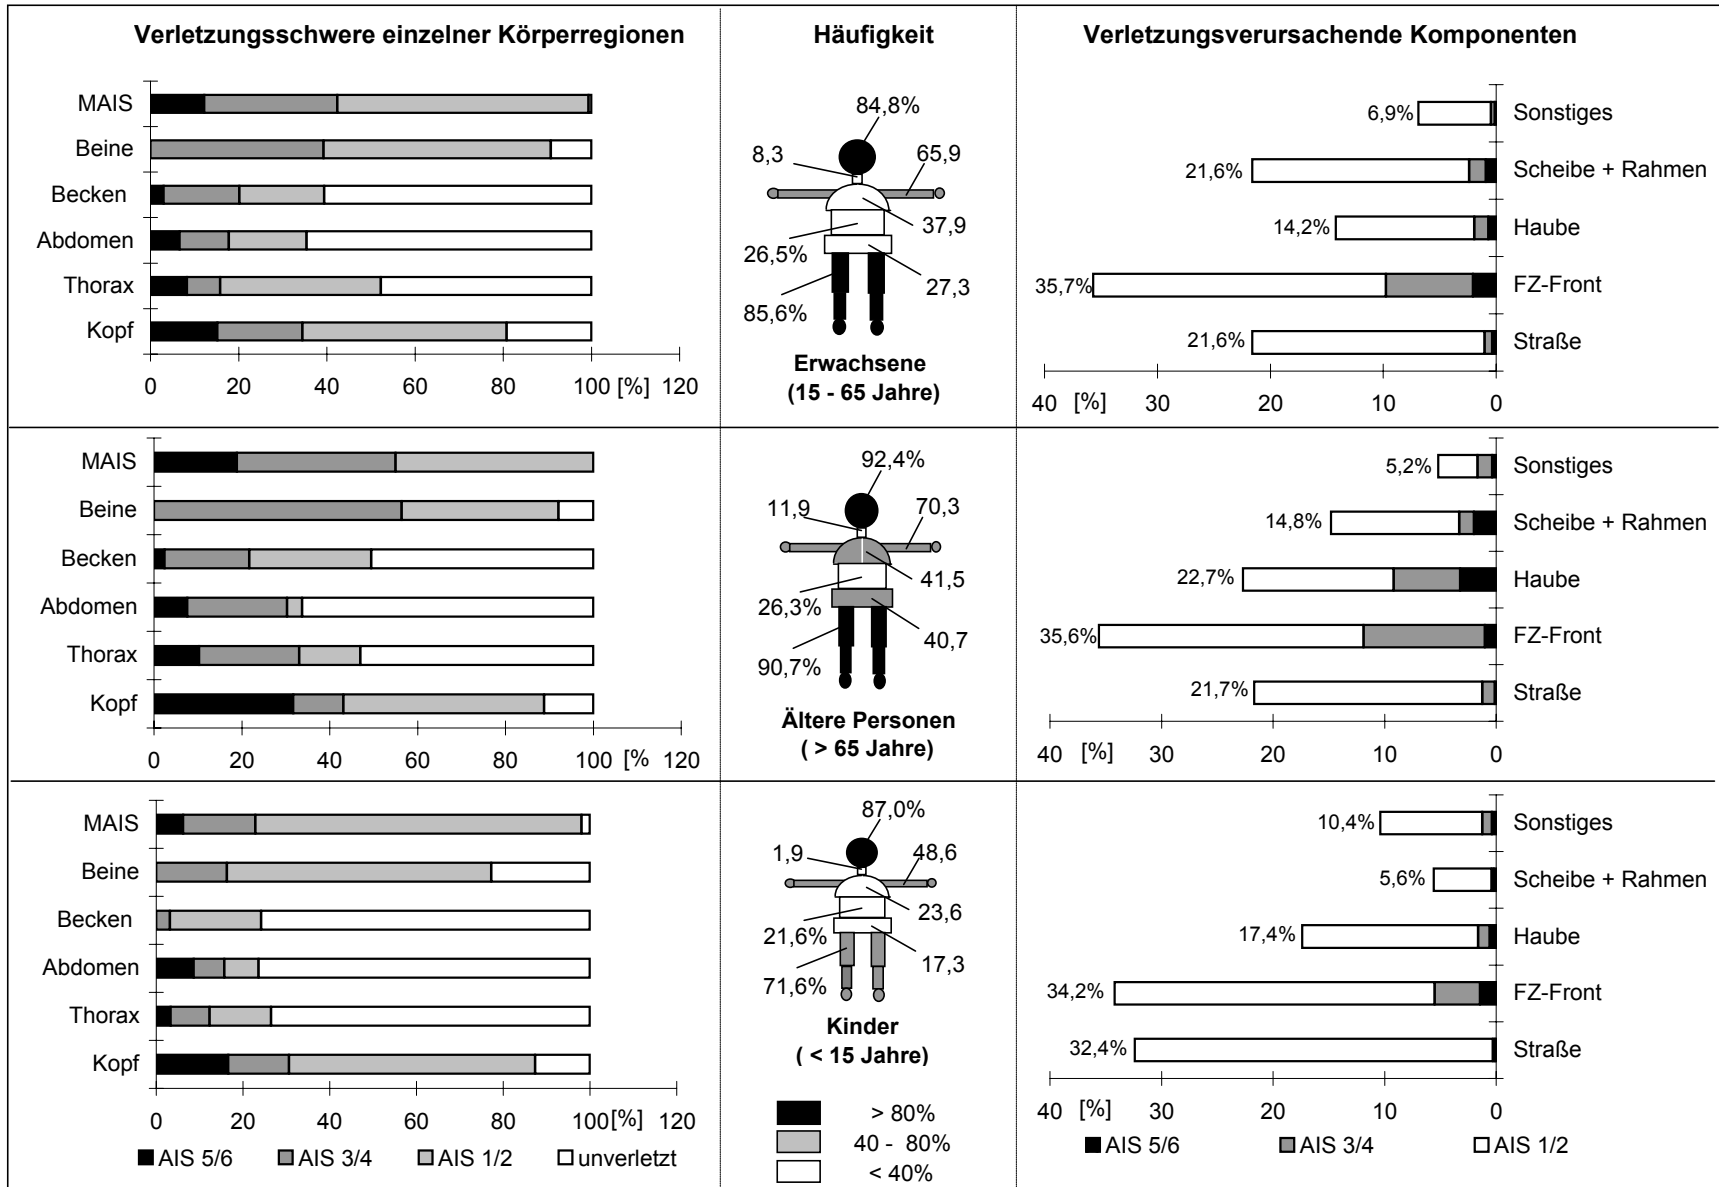 Verletzungsschwere einzelner Körperregionen
Häufigkeit
Verletzungsverursachende Komponenten
MAIS
Beine
Becken
Abdomen
Thorax
Kopf
0 20 40 60 80 100 [%] 120
84,8%
8,3
65,9
37,9
26,5%
27,3
85,6%
Erwachsene
(15 - 65 Jahre)
6,9% Sonstiges
21,6% Scheibe + Rahmen
14,2% Haube
35,7% FZ-Front
21,6% Straße
40 [%] 30 20 10 0
MAIS
Beine
Becken
Abdomen
Thorax
Kopf
0 20 40 60 80 100 [% 120
92,4%
11,9
70,3
41,5
26,3%
40,7
90,7%
Ältere Personen
( > 65 Jahre)
5,2% Sonstiges
14,8% Scheibe + Rahmen
22,7% Haube
35,6% FZ-Front
21,7% Straße
40 [%] 30 20 10 0
MAIS
Beine
Becken
Abdomen
Thorax
Kopf
0 20 40 60 80 100[%] 120
AIS 5/6 AIS 3/4 AIS 1/2 unverletzt
87,0%
1,9
48,6
23,6
21,6%
17,3
71,6%
Kinder
( < 15 Jahre)
> 80%
40 - 80%
< 40%
10,4% Sonstiges
5,6% Scheibe + Rahmen
17,4% Haube
34,2% FZ-Front
32,4% Straße
40 [%] 30 20 10 0
AIS 5/6 AIS 3/4 AIS 1/2